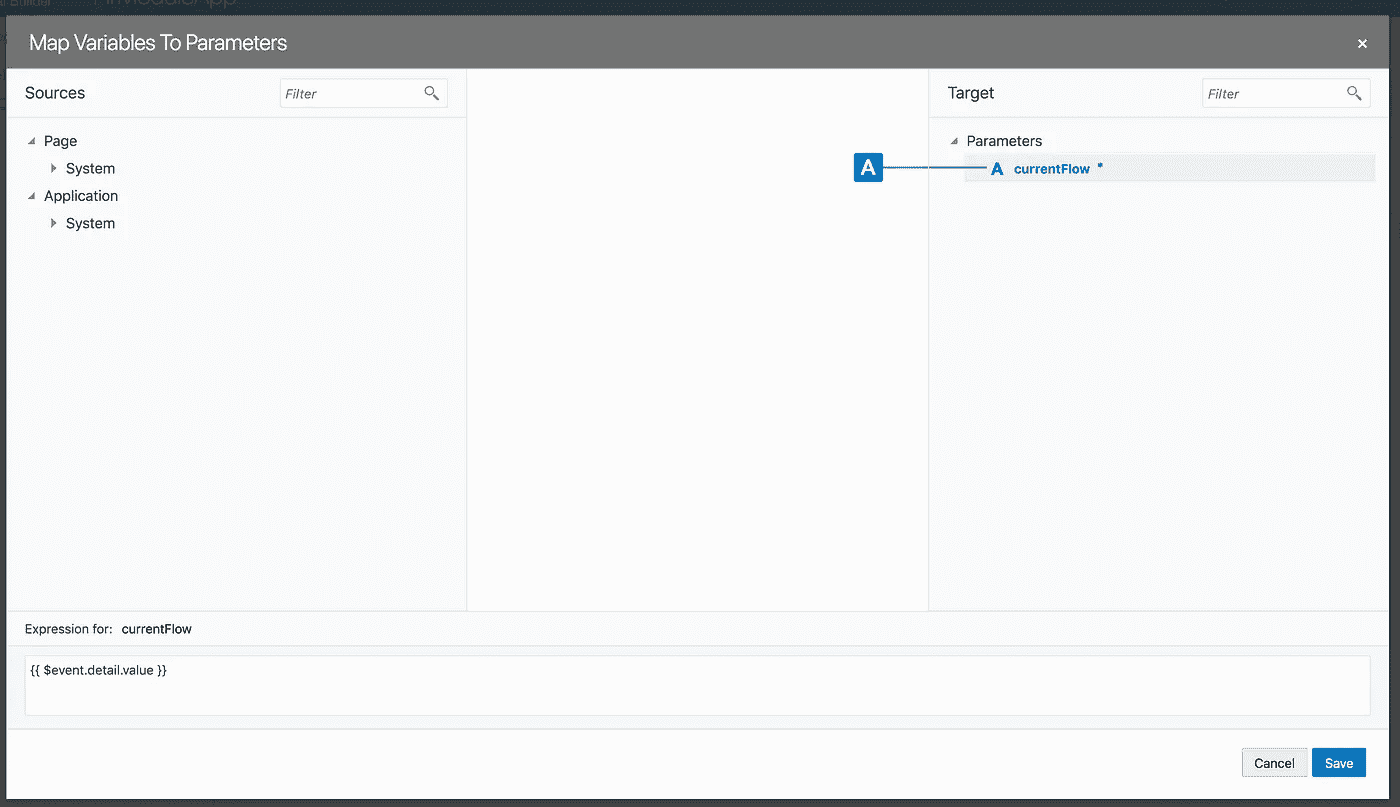 Map Variables To Parameters
Sources
Filter
Target
Filter
Page
System
Application
System
Parameters
A
A currentFlow *
Expression for: currentFlow
{{ $event.detail.value }}
Cancel Save